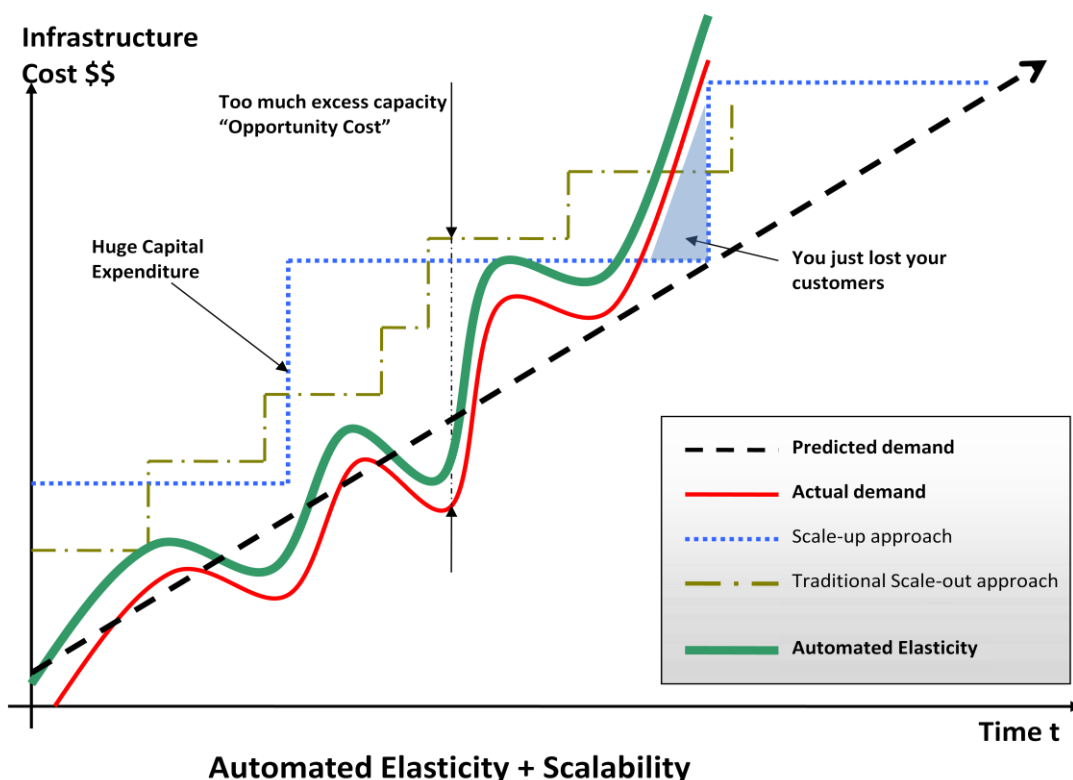 Infrastructure
Cost $$
Too much excess capacity
“Opportunity Cost”
Huge Capital
Expenditure
You just lost your
customers
Predicted demand
Actual demand
Scale-up approach
Traditional Scale-out approach
Automated Elasticity
Time t
Automated Elasticity + Scalability